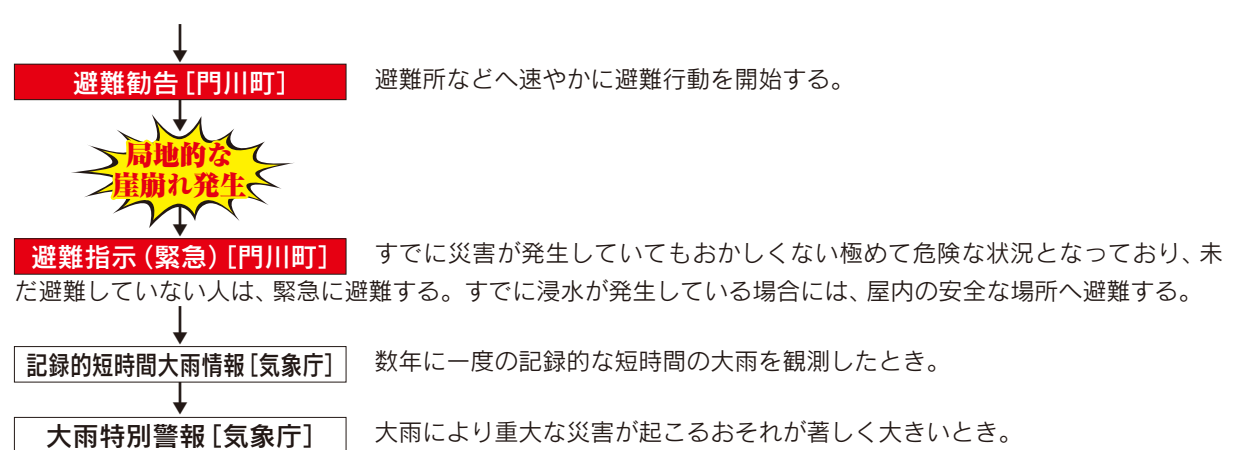 避難勧告[門川町] 避難所などへ速やかに避難行動を開始する。
局地的な
崖崩れ発生
避難指示(緊急)[門川町] すでに災害が発生していてもおかしくない極めて危険な状況となっており、未
だ避難していない人は、緊急に避難する。すでに浸水が発生している場合には、屋内の安全な場所へ避難する。
記録的短時間大雨情報[気象庁] 数年に一度の記録的な短時間の大雨を観測したとき。
大雨特別警報[気象庁] 大雨により重大な災害が起こるおそれが著しく大きいとき。